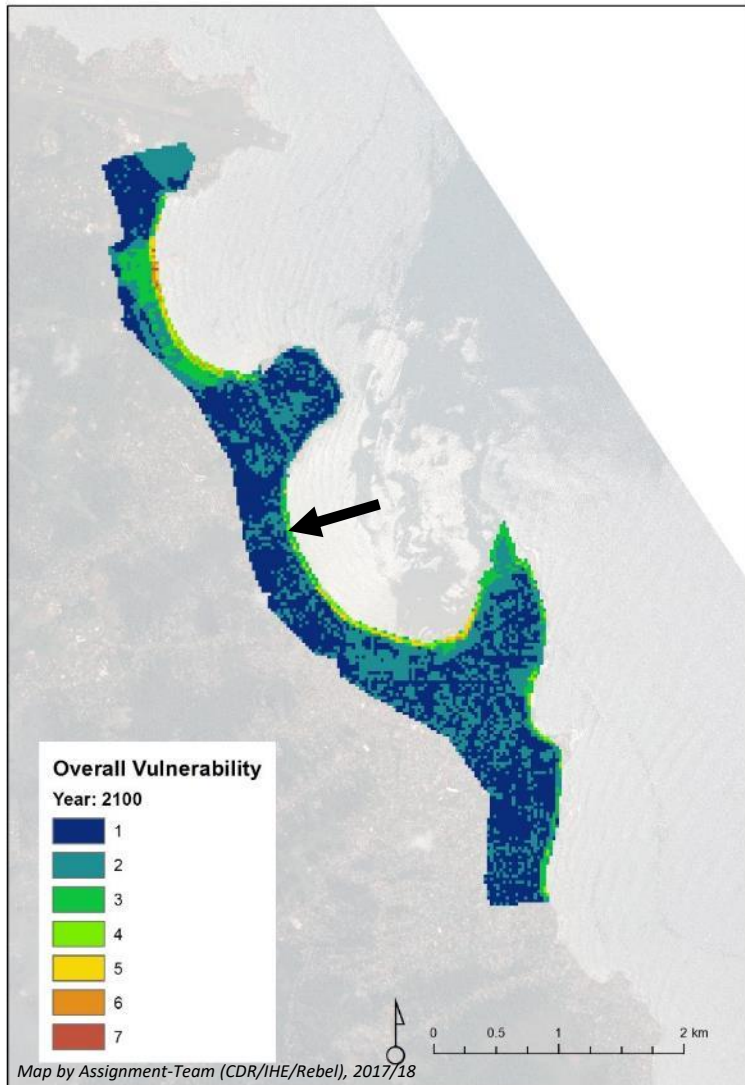 Overall Vulnerability
Year: 2100
1
2
3
4
5
6
7
0 0.5 1 2 km
Map by Assignment-Team (CDR/IHE/Rebel), 2017/18